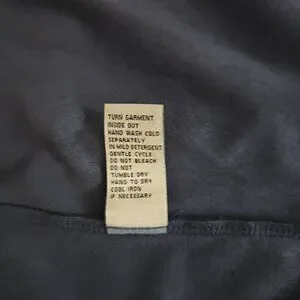 TURN GARMENT
INSIDE OUT
HAND WASH COLD
SEPARATELY
IN MILD DETERGENT
GENTLE CYCLE
DO NOT BLEACH
DO NOT
TUMBLE DRY
HANG TO DRY
COOL IRON
IF NECESSARY